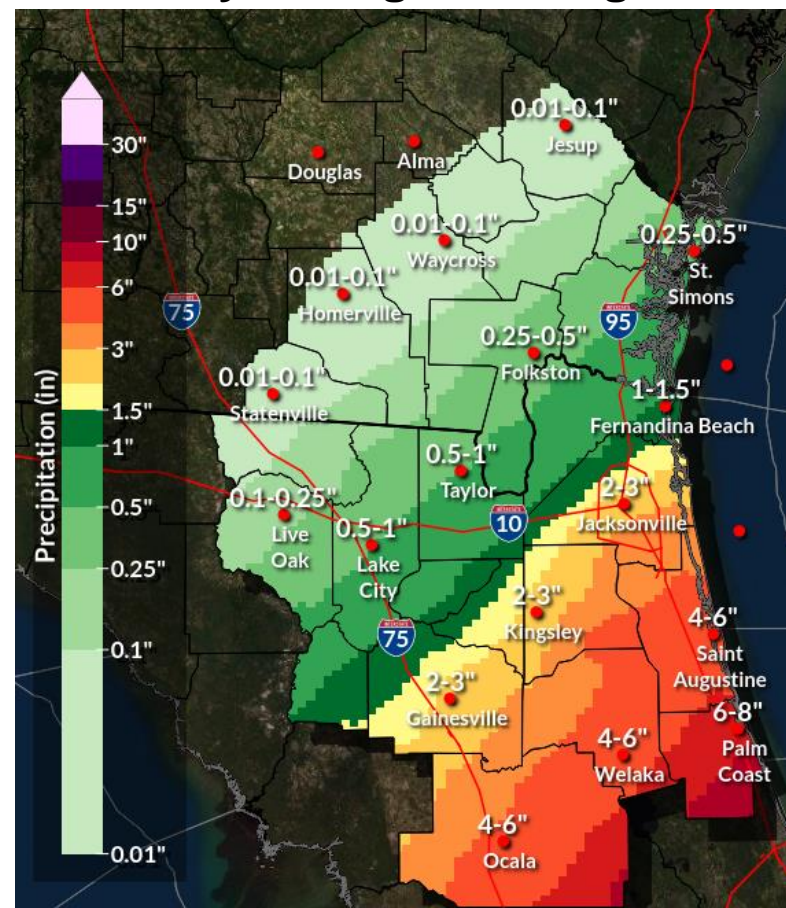 30"
15"
10"
6"
3"
1.5"
1"
0.5"
0.25"
0.1"
0.01"
Precipitation (in)
0.01-0.1"
Jesup
Douglas
Alma
0.01-0.1"
Waycross
0.25-0.5"
St.
Simons
0.01-0.1"
Homerville
75
95
0.25-0.5"
Folkston
0.01-0.1"
Statenville
1-1.5"
Fernandina Beach
0.5-1"
Taylor
2-3"
Jacksonville
0.1-0.25"
Live
Oak
0.5-1"
Lake
City
10
75
2-3"
Kingsley
4-6"
Saint
Augustine
2-3"
Gainesville
6-8"
Palm
Coast
4-6"
Welaka
4-6"
Ocala